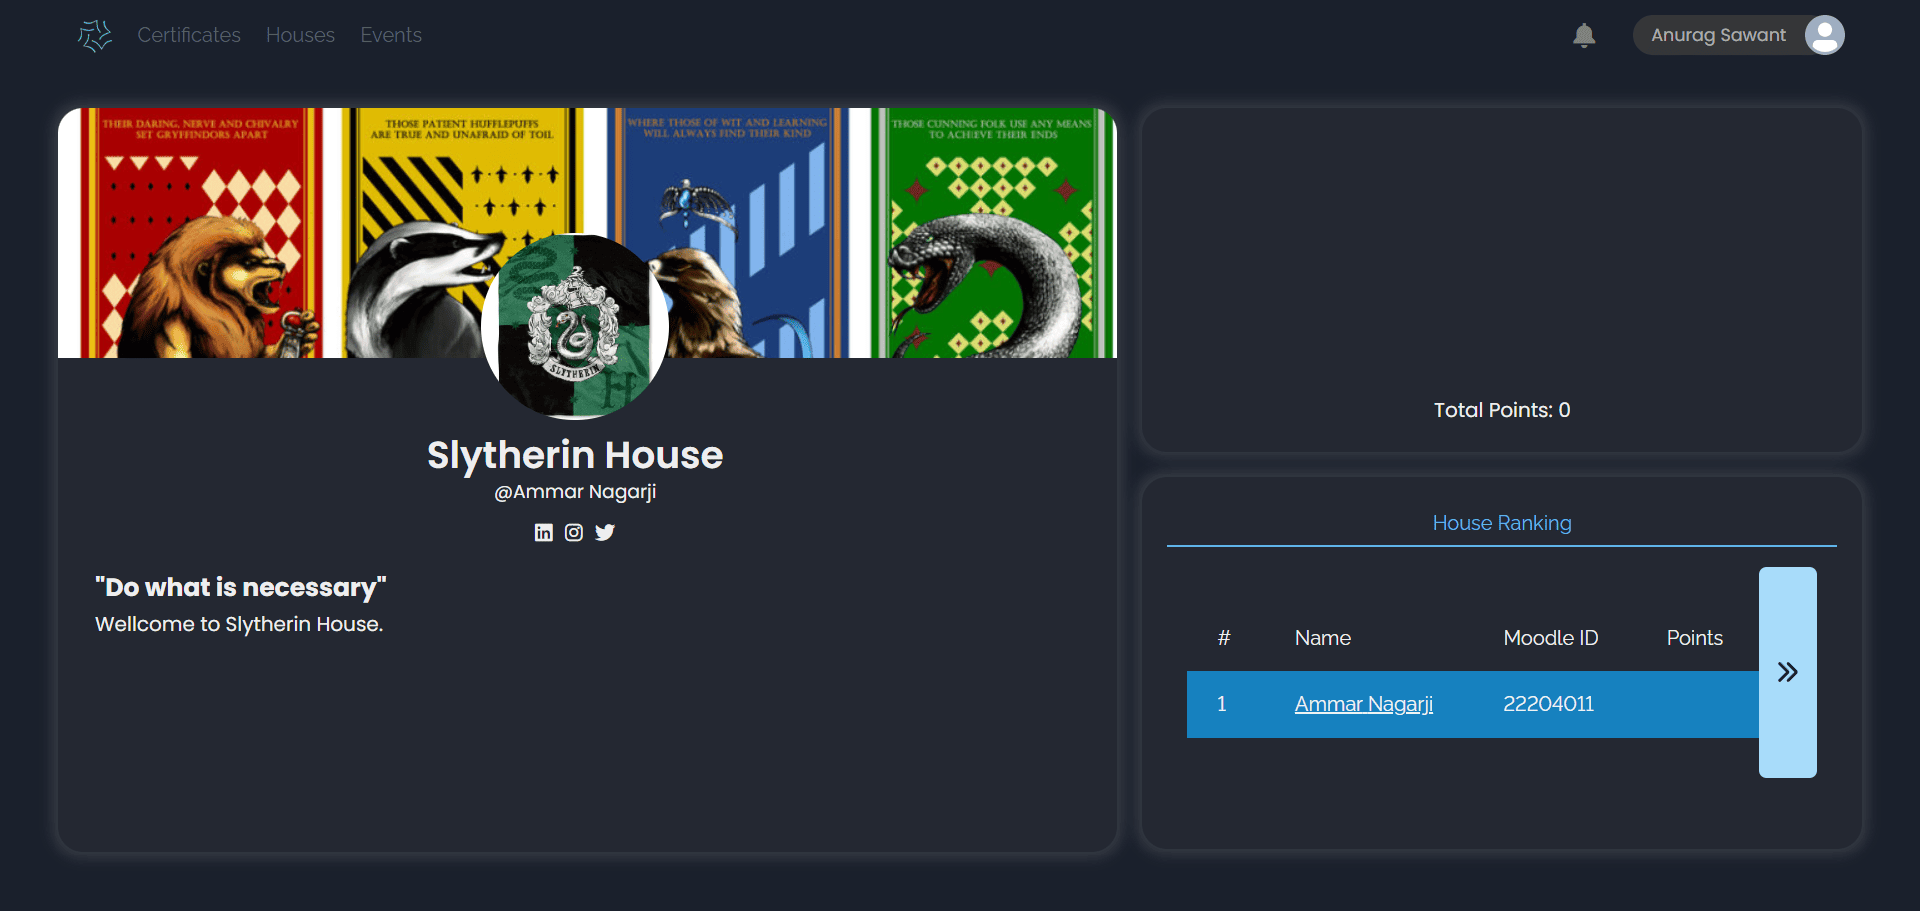 Certificates
Houses
Events
Anurag Sawant
THEIR DARING, NERVE AND CHIVALRY
SET GRYFFINDORS APART
THOSE PATIENT HUFFLEPUFFS
ARE TRUE AND UNAFRAID OF TOIL
WHERE THOSE OF WIT AND LEARNING
WILL ALWAYS FIND THEIR KIND
THOSE CUNNING FOLK USE ANY MEANS
TO ACHIEVE THEIR ENDS
SLYTHERIN
H
Slytherin House
@Ammar Nagarji
"Do what is necessary"
Wellcome to Slytherin House.
Total Points: 0
House Ranking
# Name Moodle ID Points
1 Ammar Nagarji 22204011